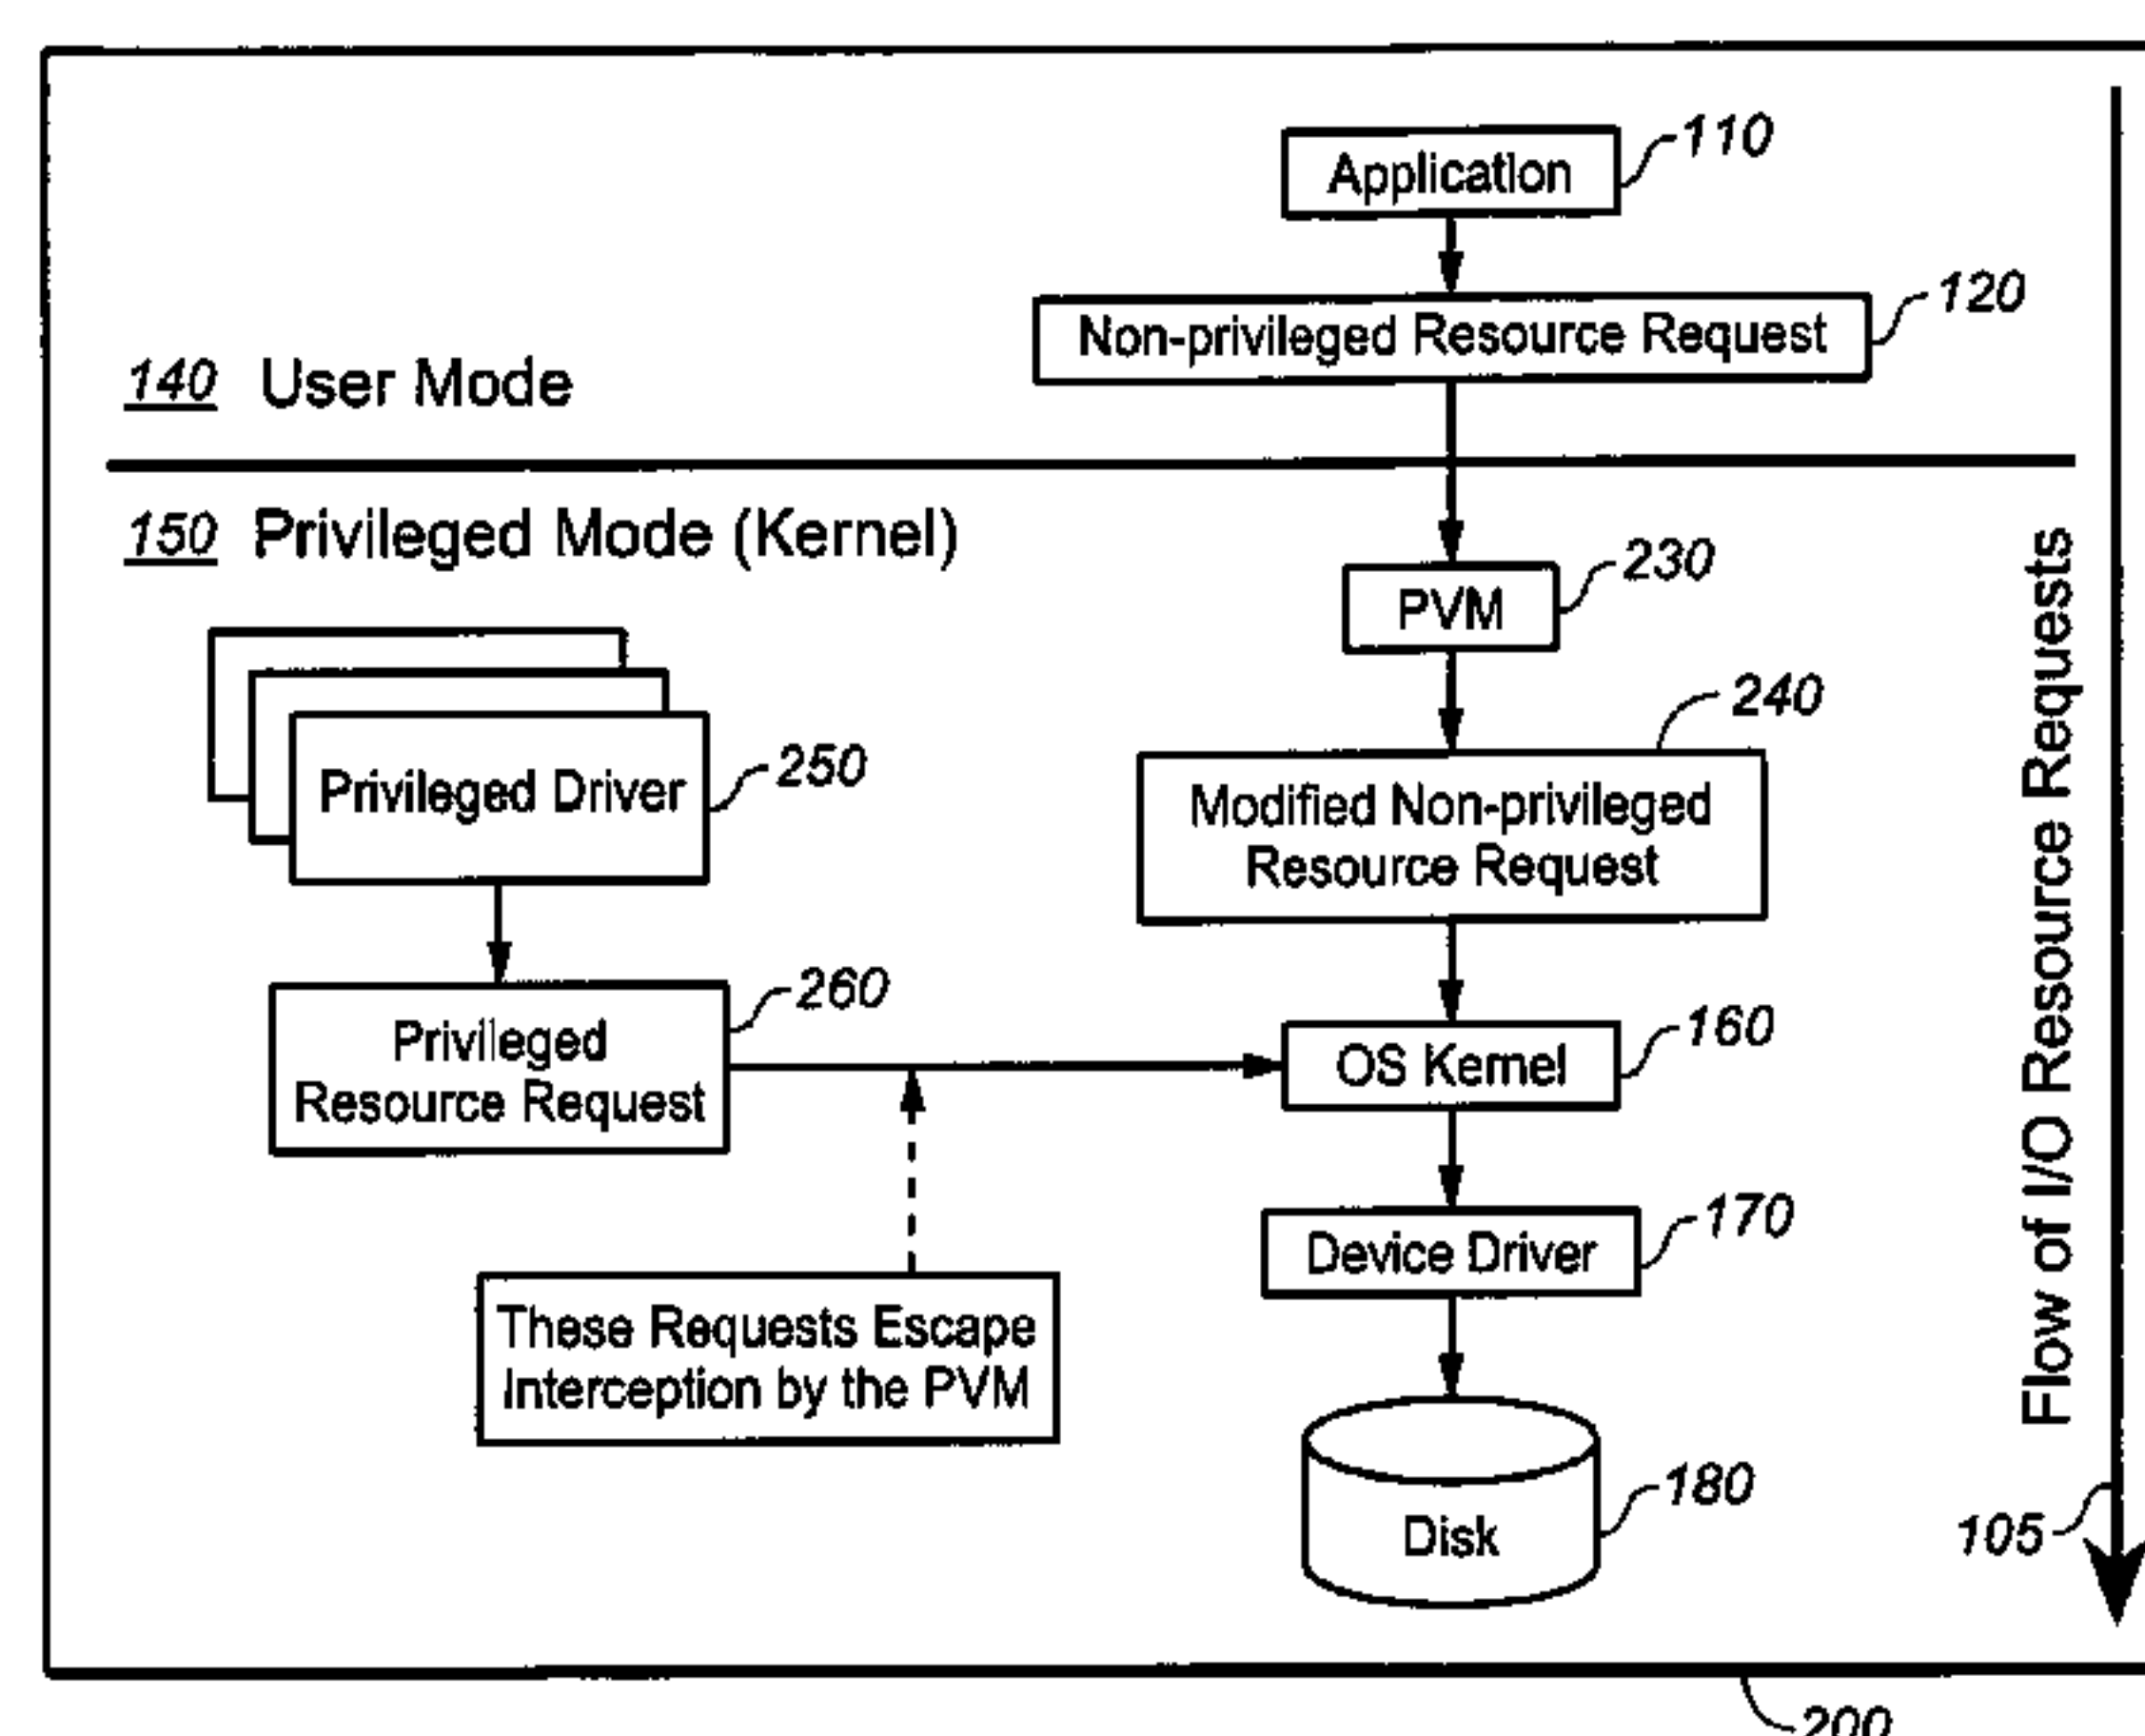 110
Application
120
Non-privileged Resource Request
140 User Mode
150 Privileged Mode (Kernel)
230
PVM
240
250
Privileged Driver
Modified Non-privileged
Resource Request
260
Privileged
Resource Request
160
OS Kernel
170
Device Driver
These Requests Escape
Interception by the PVM
180
Disk
Flow of I/O Resource Requests
105
200